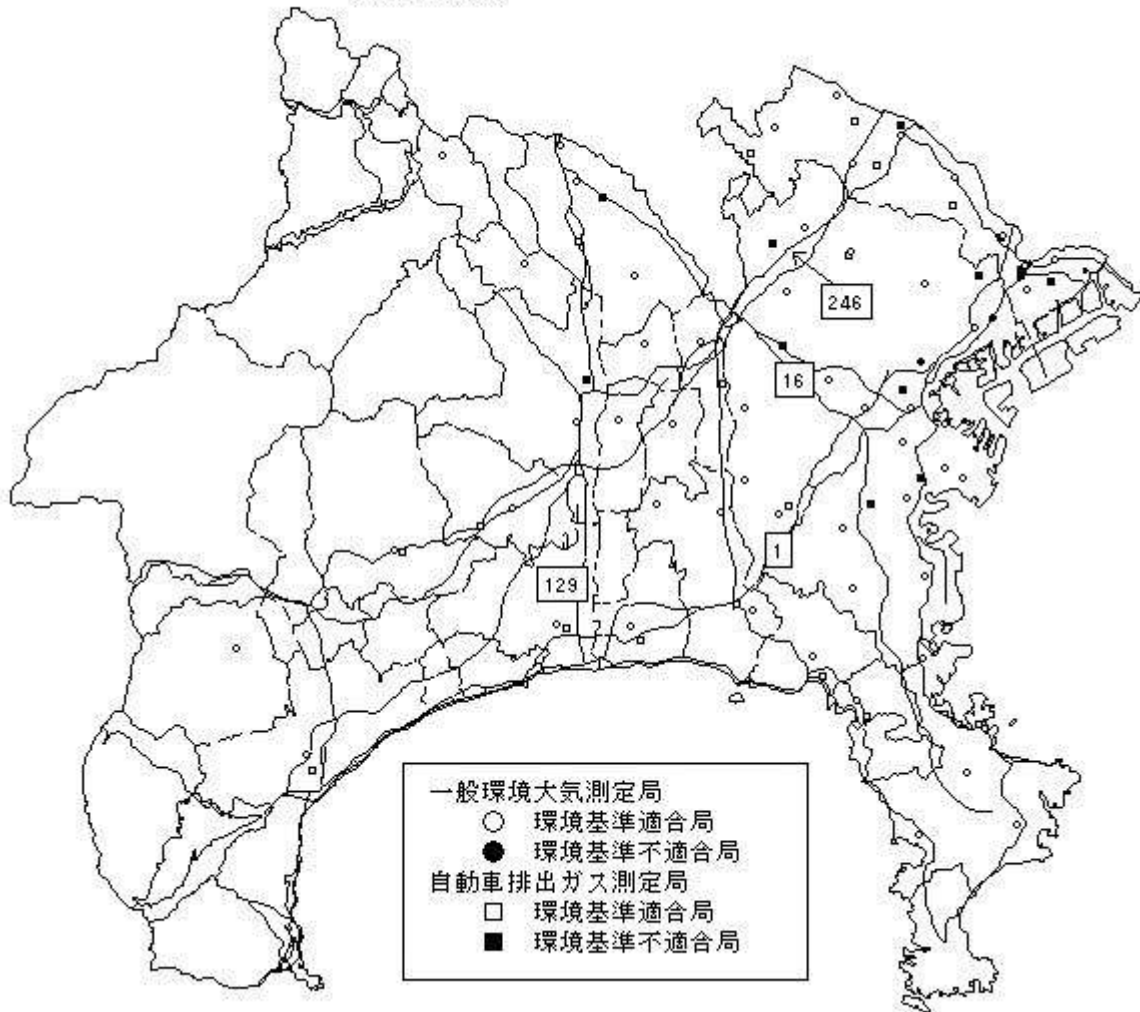 246
16
1
129
一般環境大気測定局
○ 環境基準適合局
● 環境基準不適合局
自動車排出ガス測定局
□ 環境基準適合局
■ 環境基準不適合局